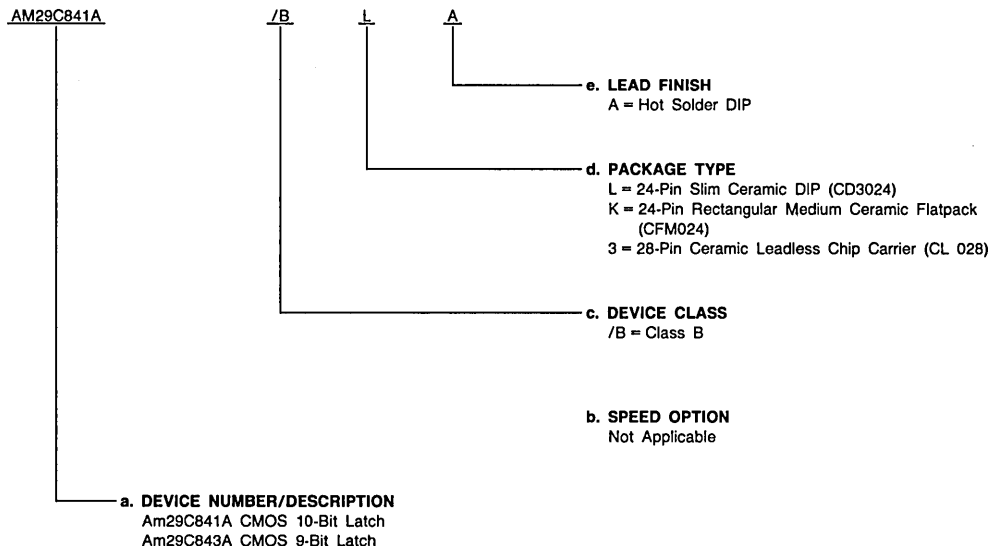 AM29C841A /B L A
e. LEAD FINISH
A = Hot Solder DIP
d. PACKAGE TYPE
L = 24-Pin Slim Ceramic DIP (CD3024)
K = 24-Pin Rectangular Medium Ceramic Flatpack
(CFM024)
3 = 28-Pin Ceramic Leadless Chip Carrier (CL 028)
c. DEVICE CLASS
/B = Class B
b. SPEED OPTION
Not Applicable
a. DEVICE NUMBER/DESCRIPTION
Am29C841A CMOS 10-Bit Latch
Am29C843A CMOS 9-Bit Latch